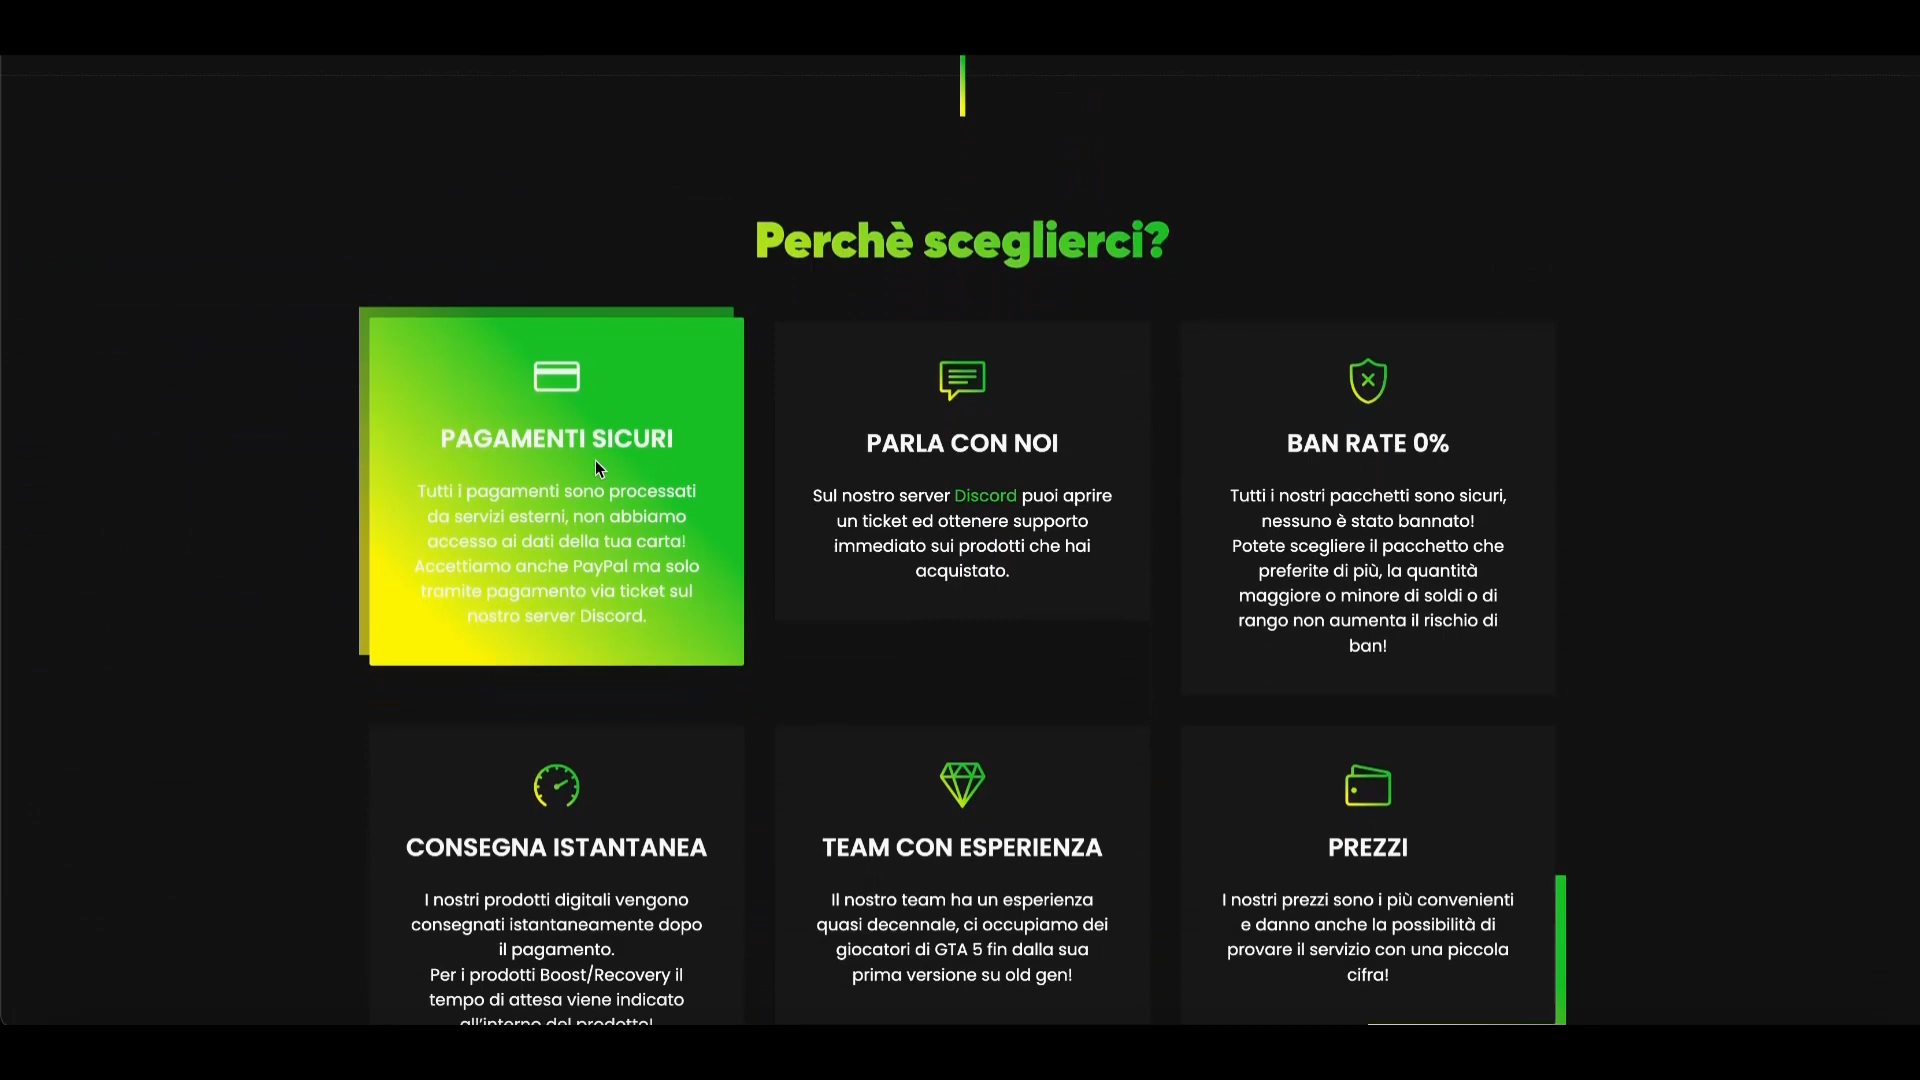 Perchè sceglierci?
PAGAMENTI SICURI
Tutti i pagamenti sono processati
da servizi esterni, non abbiamo
accesso ai dati della tua carta!
Accettiamo anche PayPal ma solo
tramite pagamento via ticket sul
nostro server Discord.
PARLA CON NOI
Sul nostro server Discord puoi aprire
un ticket ed ottenere supporto
immediato sui prodotti che hai
acquistato.
BAN RATE 0%
Tutti i nostri pacchetti sono sicuri,
nessuno è stato bannato!
Potete scegliere il pacchetto che
preferite di più, la quantità
maggiore o minore di soldi o di
rango non aumenta il rischio di
ban!
CONSEGNA ISTANTANEA
I nostri prodotti digitali vengono
consegnati istantaneamente dopo
il pagamento.
Per i prodotti Boost/Recovery il
tempo di attesa viene indicato
all'interno del prodotto!
TEAM CON ESPERIENZA
Il nostro team ha un esperienza
quasi decennale, ci occupiamo dei
giocatori di GTA 5 fin dalla sua
prima versione su old gen!
PREZZI
I nostri prezzi sono i più convenienti
e danno anche la possibilità di
provare il servizio con una piccola
cifra!